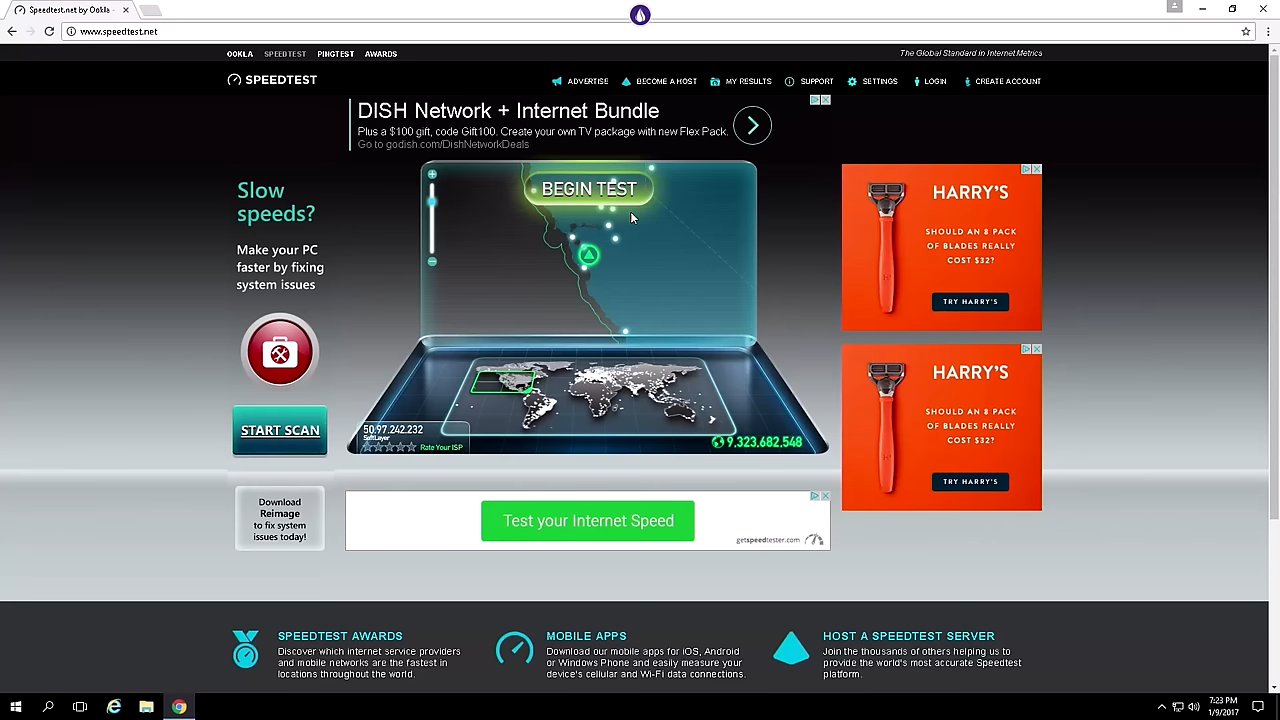 Speedtest.net by Ookla -
www.speedtest.net
OOKLA SPEEDTEST PINGTEST AWARDS
The Global Standard in Internet Metrics
SPEEDTEST
ADVERTISE BECOME A HOST MY RESULTS SUPPORT SETTINGS LOGIN CREATE ACCOUNT
DISH Network + Internet Bundle
Plus a $100 gift, code Gift100. Create your own TV package with new Flex Pack.
Go to godish.com/DishNetworkDeals
Slow
speeds?
Make your PC
faster by fixing
system issues
START SCAN
Download
Reimage
to fix system
issues today!
BEGIN TEST
50.97.242.232
SoftLayer
Rate Your ISP
9,323,682,548
HARRY'S
SHOULD AN 8 PACK
OF BLADES REALLY
COST $32?
TRY HARRY'S
HARRY'S
SHOULD AN 8 PACK
OF BLADES REALLY
COST $32?
TRY HARRY'S
Test your Internet Speed
getspeedtester.com
SPEEDTEST AWARDS
Discover which internet service providers
and mobile networks are the fastest in
locations throughout the world.
MOBILE APPS
Download our mobile apps for iOS, Android
or Windows Phone and easily measure your
device's cellular and Wi-Fi data connections.
HOST A SPEEDTEST SERVER
Join the thousands of others helping us to
provide the world's most accurate Speedtest
platform.
7:23 PM
1/9/2017